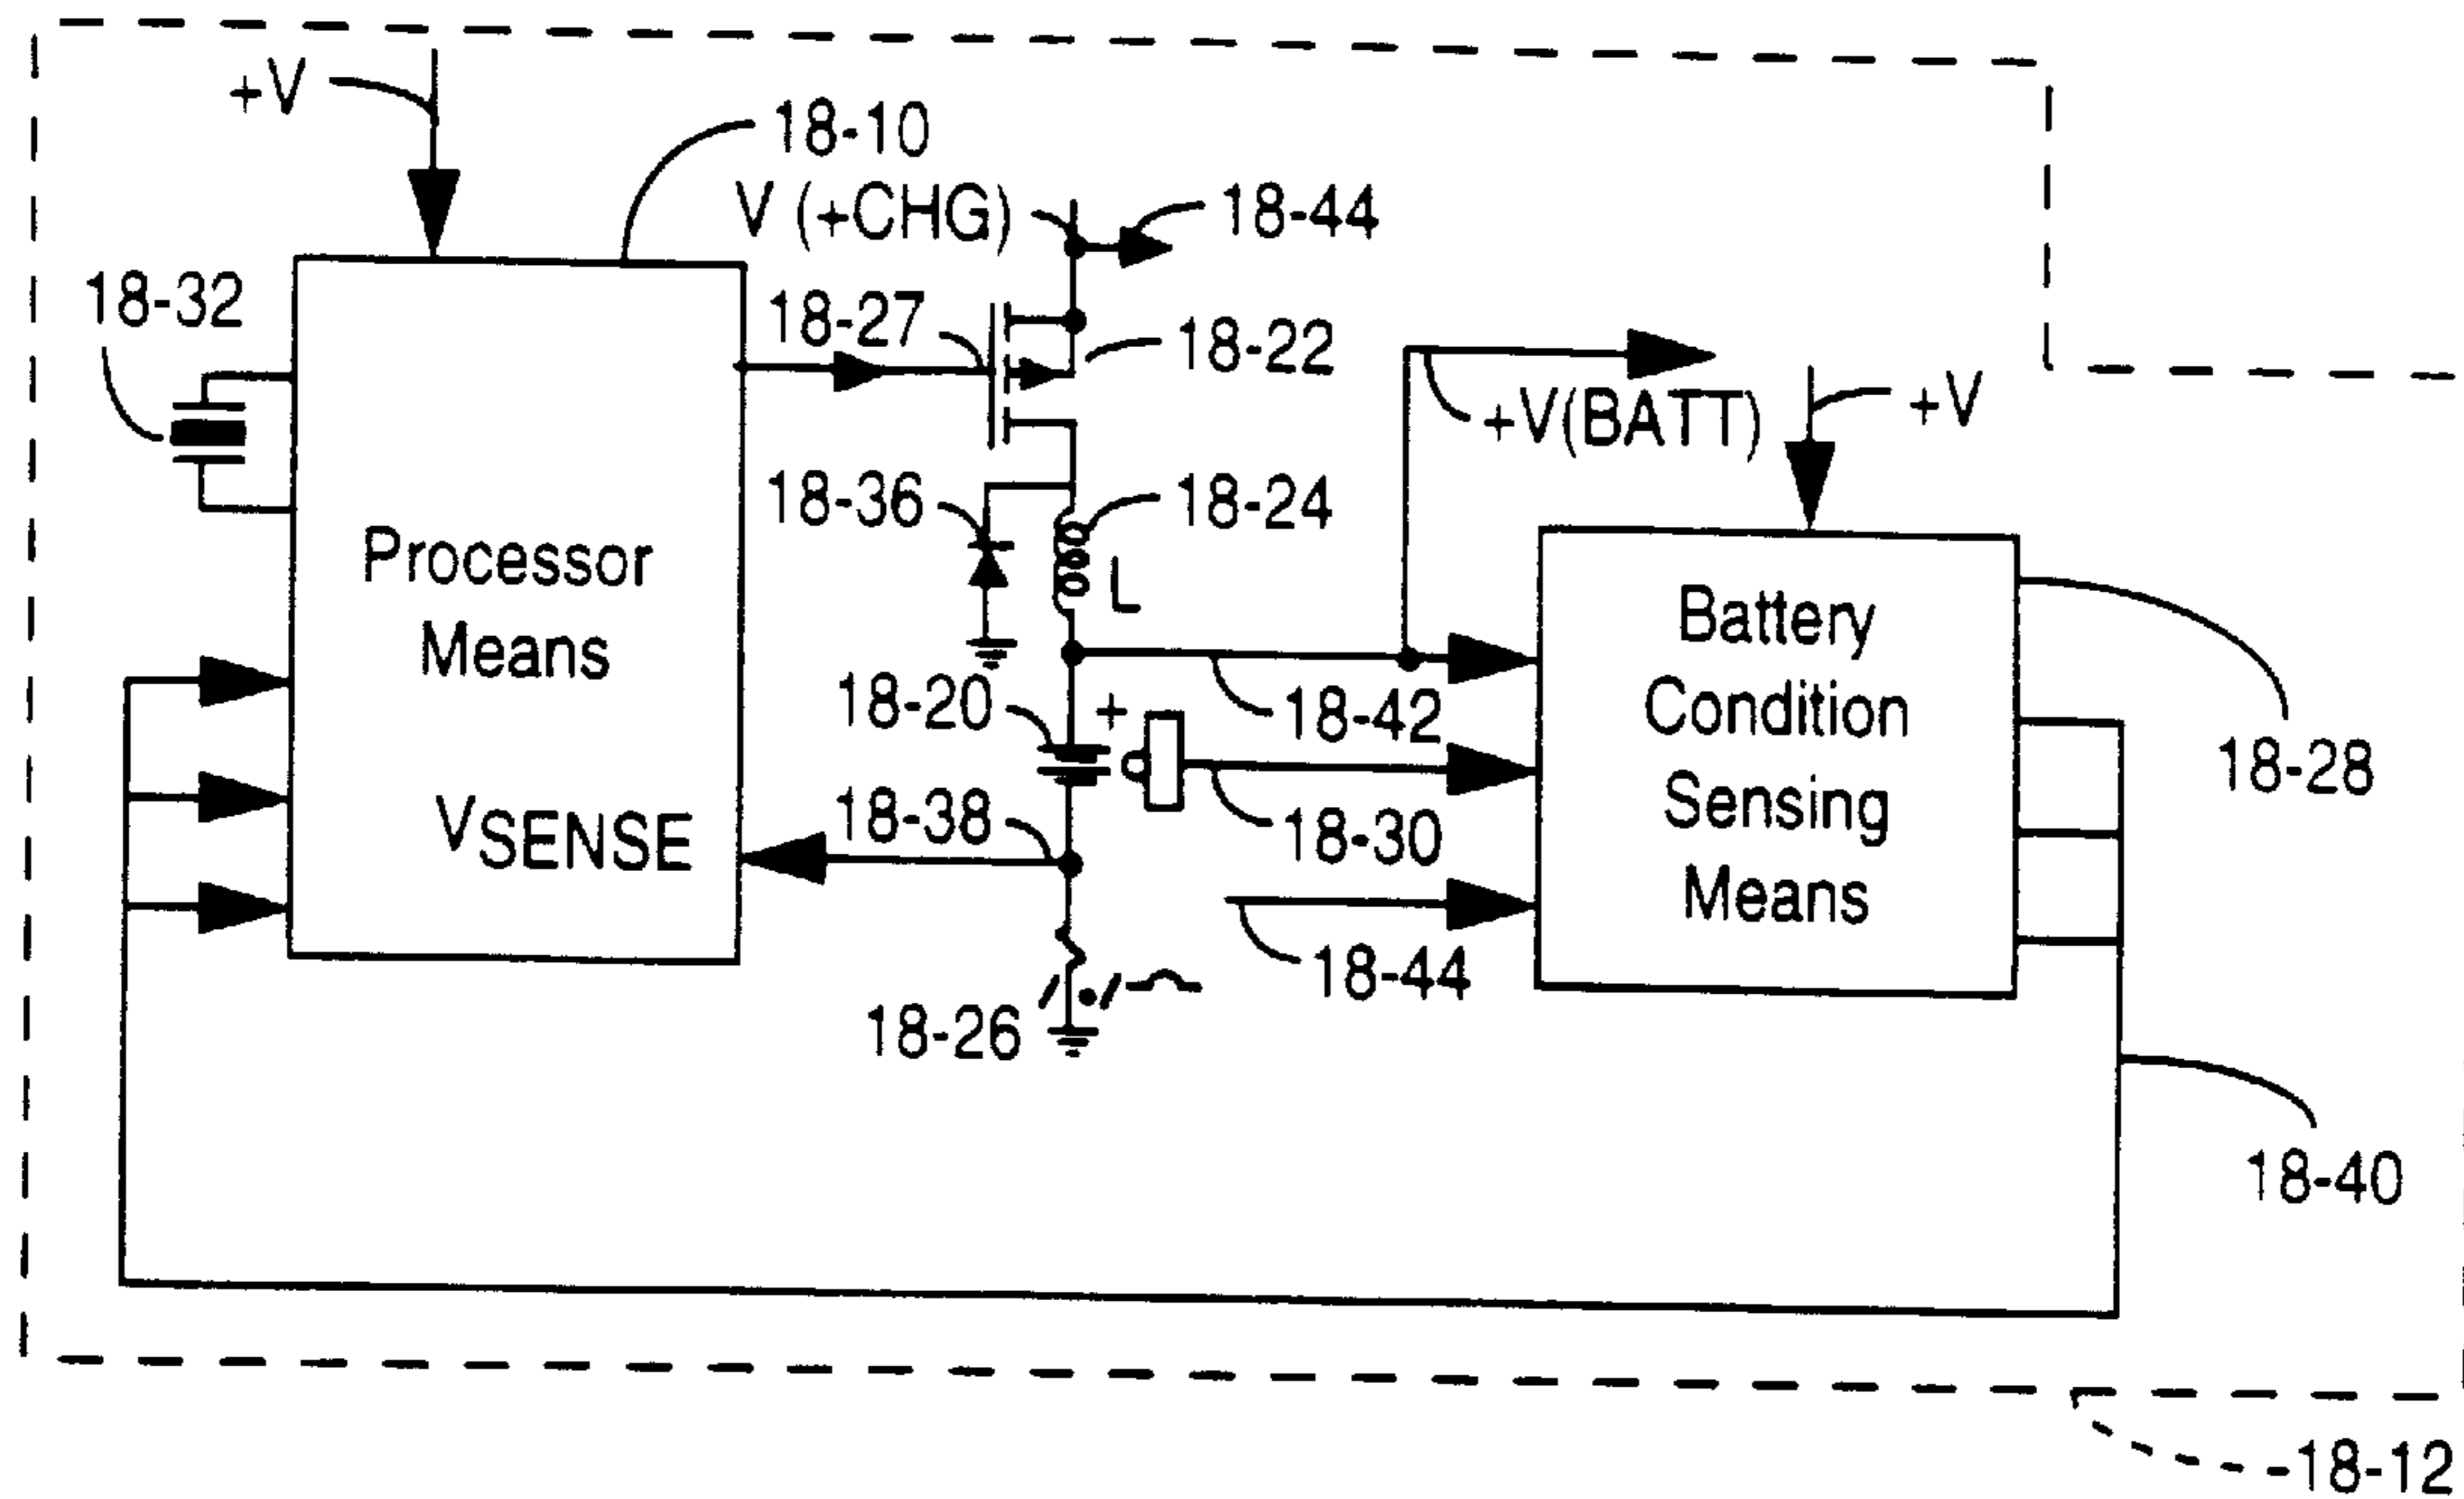 +V
18-10
V (+CHG)
18-44
18-32
18-27
18-22
+V(BATT)
+V
18-36
18-24
L
Processor
Means
Battery
Condition
Sensing
Means
18-20
+
18-42
18-28
VSENSE
18-38
18-30
18-44
18-26
18-40
-18-12